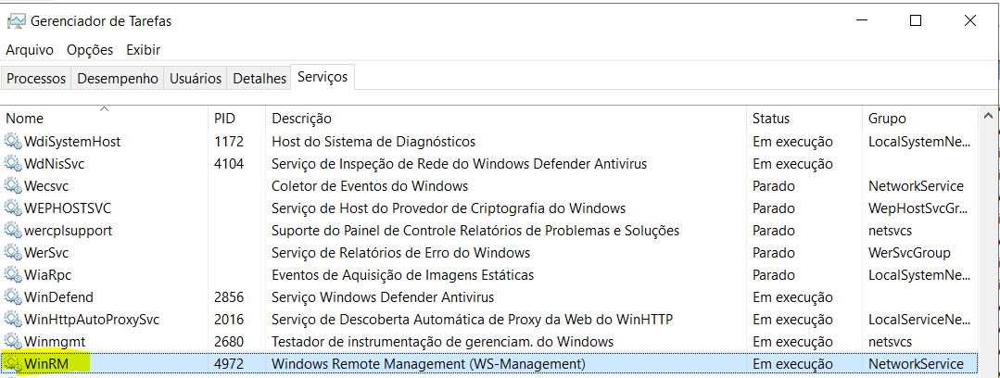 Gerenciador de Tarefas
Arquivo Opções Exibir
Processos Desempenho Usuários Detalhes Serviços
Nome PID Descrição Status Grupo
WdiSystemHost 1172 Host do Sistema de Diagnósticos Em execução LocalSystemNe...
WdNisSvc 4104 Serviço de Inspeção de Rede do Windows Defender Antivirus Em execução
Wecsvc Coletor de Eventos do Windows Parado NetworkService
WEPHOSTSVC Serviço de Host do Provedor de Criptografia do Windows Parado WepHostSvcGr...
wercplsupport Suporte do Painel de Controle Relatórios de Problemas e Soluções Parado netsvcs
WerSvc Serviço de Relatórios de Erro do Windows Parado WerSvcGroup
WiaRpc Eventos de Aquisição de Imagens Estáticas Parado LocalSystemNe...
WinDefend 2856 Serviço Windows Defender Antivirus Em execução
WinHttpAutoProxySvc 2016 Serviço de Descoberta Automática de Proxy da Web do WinHTTP Em execução LocalServiceNe...
Winmgmt 2680 Testador de instrumentação de gerenciam. do Windows Em execução netsvcs
WinRM 4972 Windows Remote Management (WS-Management) Em execução NetworkService